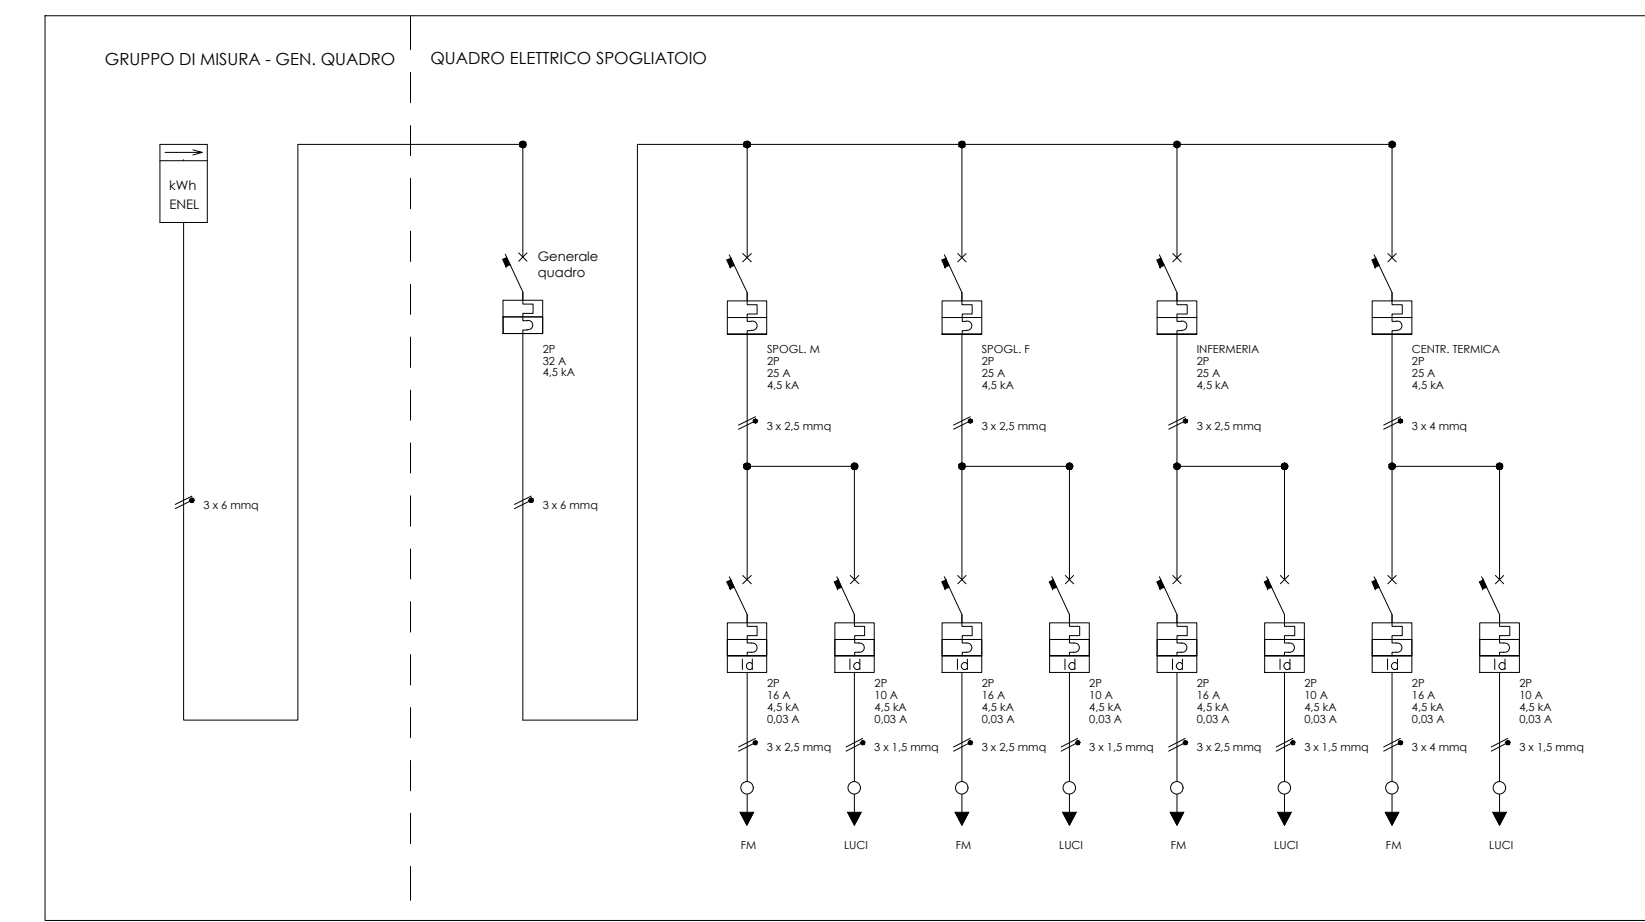 GRUPPO DI MISURA - GEN. QUADRO
QUADRO ELETTRICO SPOGLIATOIO
kWh
ENEL
3 x 6 mmq
Generale
quadro
2P
32 A
4,5 kA
3 x 6 mmq
SPOGL. M
2P
25 A
4,5 kA
3 x 2,5 mmq
SPOGL. F
2P
25 A
4,5 kA
3 x 2,5 mmq
INFERMERIA
2P
25 A
4,5 kA
3 x 2,5 mmq
CENTR. TERMICA
2P
25 A
4,5 kA
3 x 4 mmq
Id
2P
16 A
4,5 kA
0,03 A
3 x 2,5 mmq
FM
Id
2P
10 A
4,5 kA
0,03 A
3 x 1,5 mmq
LUCI
Id
2P
16 A
4,5 kA
0,03 A
3 x 2,5 mmq
FM
Id
2P
10 A
4,5 kA
0,03 A
3 x 1,5 mmq
LUCI
Id
2P
16 A
4,5 kA
0,03 A
3 x 2,5 mmq
FM
Id
2P
10 A
4,5 kA
0,03 A
3 x 1,5 mmq
LUCI
Id
2P
16 A
4,5 kA
0,03 A
3 x 4 mmq
FM
Id
2P
10 A
4,5 kA
0,03 A
3 x 1,5 mmq
LUCI